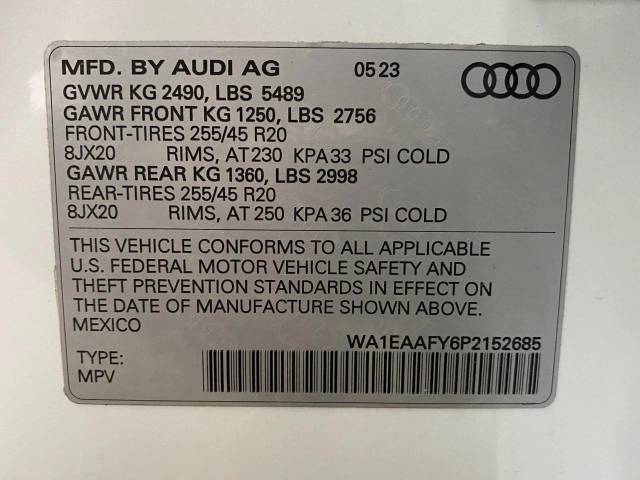 MFD. BY AUDI AG 05 23
GVWR KG 2490, LBS 5489
GAWR FRONT KG 1250, LBS 2756
FRONT-TIRES 255/45 R20
8JX20 RIMS, AT 230 KPA 33 PSI COLD
GAWR REAR KG 1360, LBS 2998
REAR-TIRES 255/45 R20
8JX20 RIMS, AT 250 KPA 36 PSI COLD
THIS VEHICLE CONFORMS TO ALL APPLICABLE
U.S. FEDERAL MOTOR VEHICLE SAFETY AND
THEFT PREVENTION STANDARDS IN EFFECT ON
THE DATE OF MANUFACTURE SHOWN ABOVE.
MEXICO
WA1EAAFY6P2152685
TYPE:
MPV